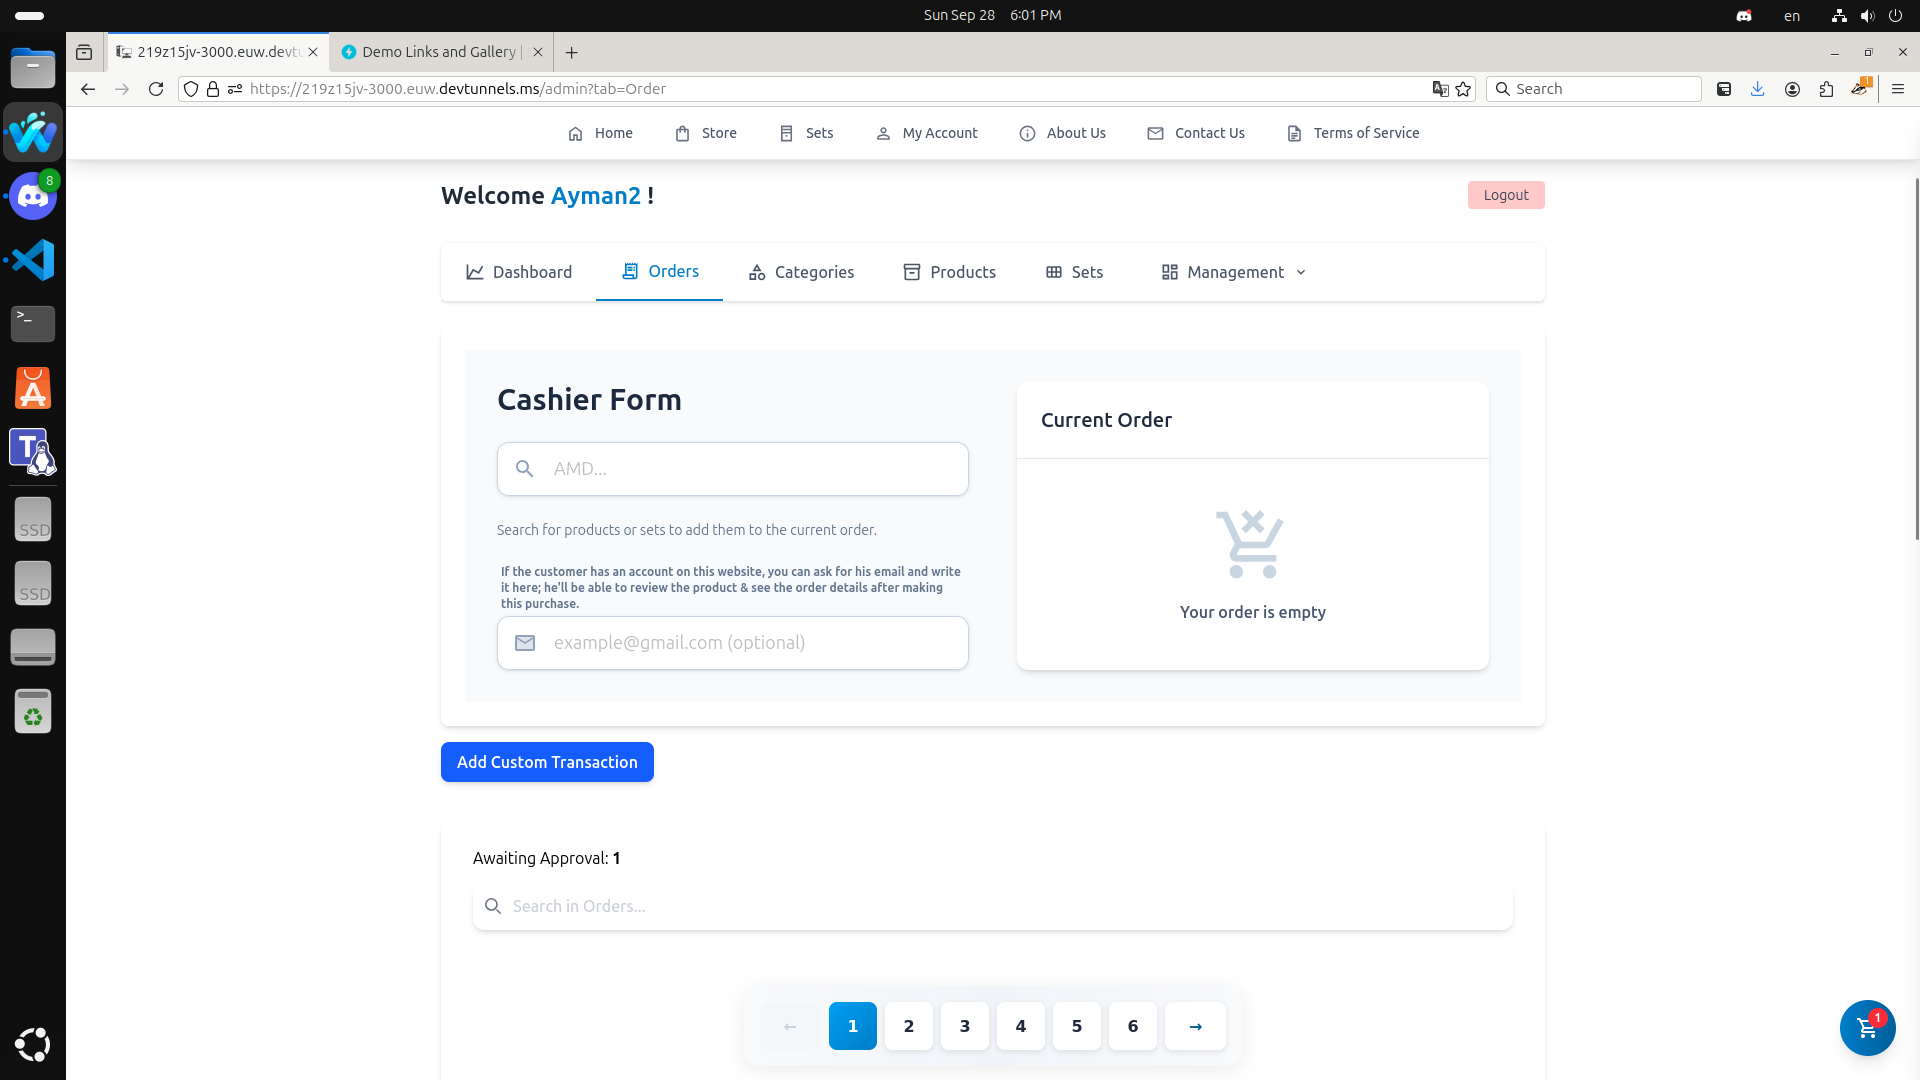 Sun Sep 28 6:01 PM
en
219z15jv-3000.euw.devtu
Demo Links and Gallery |
https://219z15jv-3000.euw.devtunnels.ms/admin?tab=Order
Search
1
Home
Store
Sets
My Account
About Us
Contact Us
Terms of Service
8
Welcome Ayman2 !
Logout
Dashboard
Orders
Categories
Products
Sets
Management
Cashier Form
AMD...
Search for products or sets to add them to the current order.
If the customer has an account on this website, you can ask for his email and write
it here; he'll be able to review the product & see the order details after making
this purchase.
example@gmail.com (optional)
Current Order
Your order is empty
Add Custom Transaction
Awaiting Approval: 1
Search in Orders...
← 1 2 3 4 5 6 →
1
>_
A
T
SSD
SSD